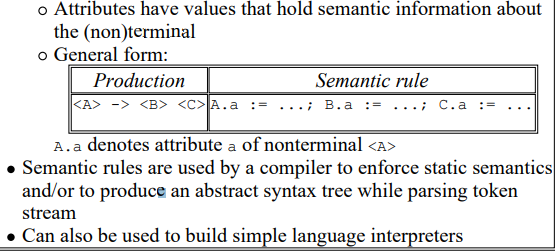 o Attributes have values that hold semantic information about
the (non)terminal
o General form:
Production Semantic rule
<A> -> <B> <C> A.a := ...; B.a := ...; C.a := ...
A.a denotes attribute a of nonterminal <A>
• Semantic rules are used by a compiler to enforce static semantics
and/or to produce an abstract syntax tree while parsing token
stream
• Can also be used to build simple language interpreters